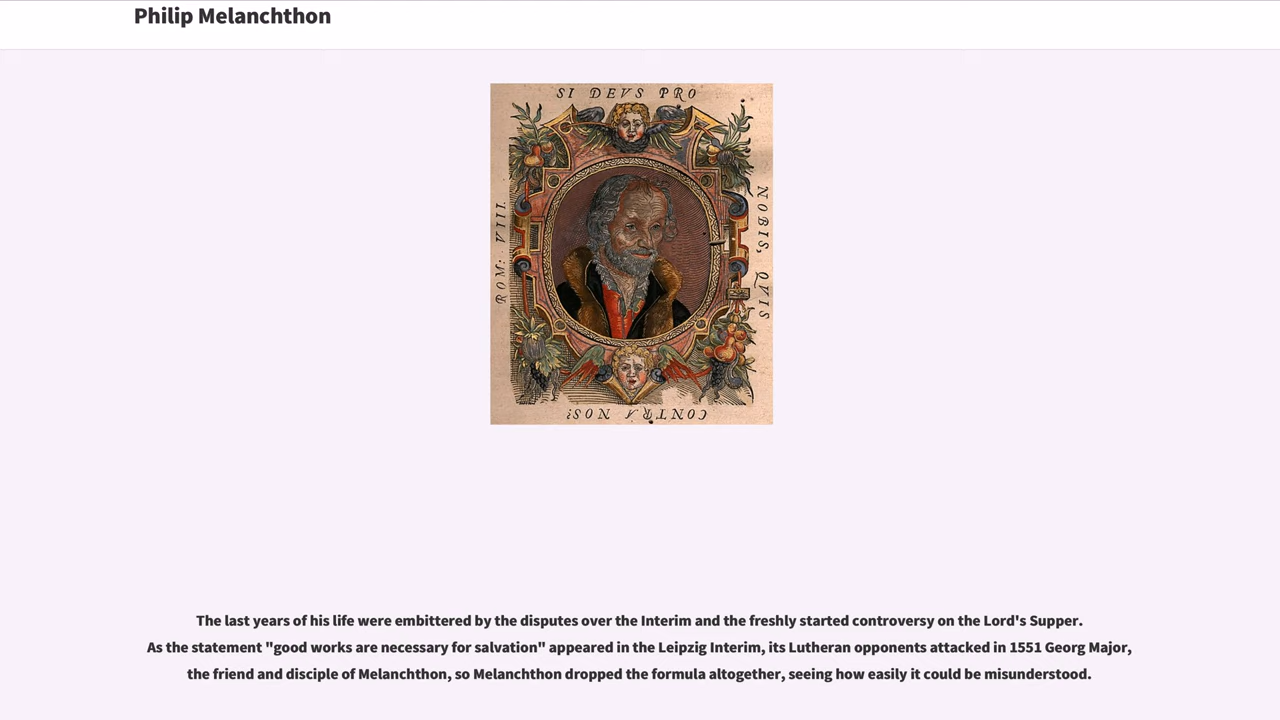 Philip Melanchthon
SI DEVS PRO
NOBIS, QVIS
CONTRA NOS?
ROM: VIII.
The last years of his life were embittered by the disputes over the Interim and the freshly started controversy on the Lord's Supper.
As the statement "good works are necessary for salvation" appeared in the Leipzig Interim, its Lutheran opponents attacked in 1551 Georg Major,
the friend and disciple of Melanchthon, so Melanchthon dropped the formula altogether, seeing how easily it could be misunderstood.